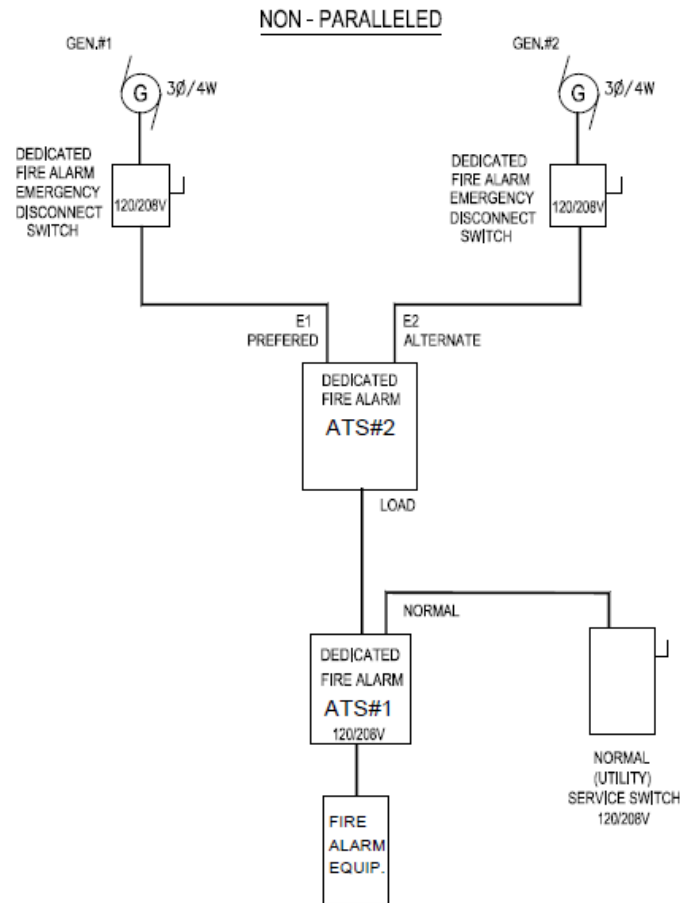 NON - PARALLELED
GEN.#1
G
3Ø/4W
DEDICATED
FIRE ALARM
EMERGENCY
DISCONNECT
SWITCH
120/208V
GEN.#2
G
3Ø/4W
DEDICATED
FIRE ALARM
EMERGENCY
DISCONNECT
SWITCH
120/208V
E1
PREFERED
E2
ALTERNATE
DEDICATED
FIRE ALARM
ATS#2
LOAD
NORMAL
DEDICATED
FIRE ALARM
ATS#1
120/208V
NORMAL
(UTILITY)
SERVICE SWITCH
120/208V
FIRE
ALARM
EQUIP.